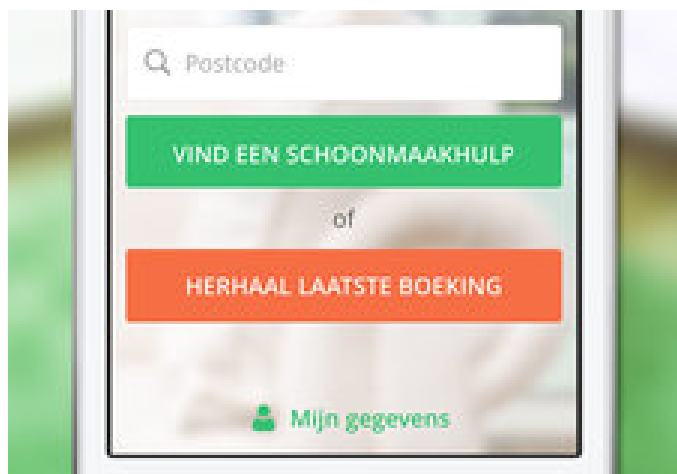 Postcode
VIND EEN SCHOONMAAKHULP
of
HERHAAL LAATSTE BOEKING
Mijn gegevens